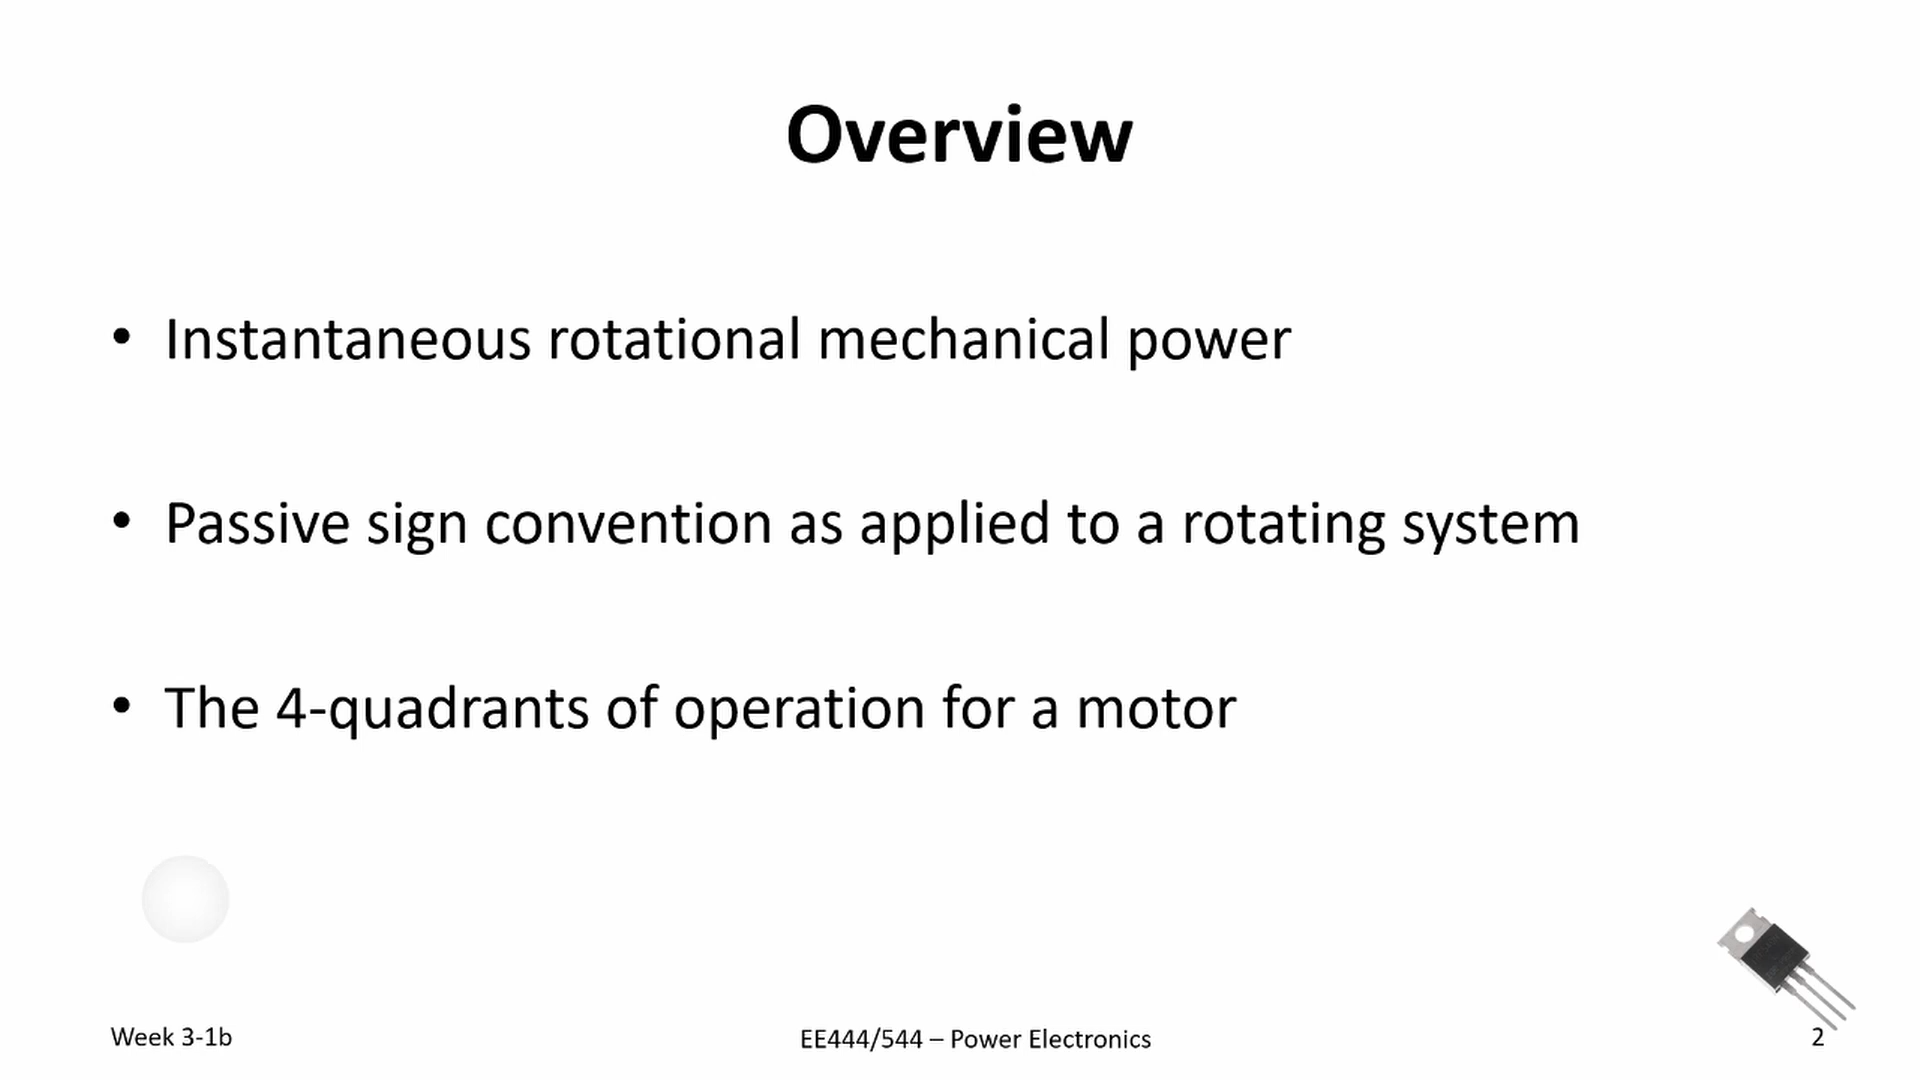 Overview
• Instantaneous rotational mechanical power
• Passive sign convention as applied to a rotating system
• The 4-quadrants of operation for a motor
Week 3-1b
EE444/544 – Power Electronics
2